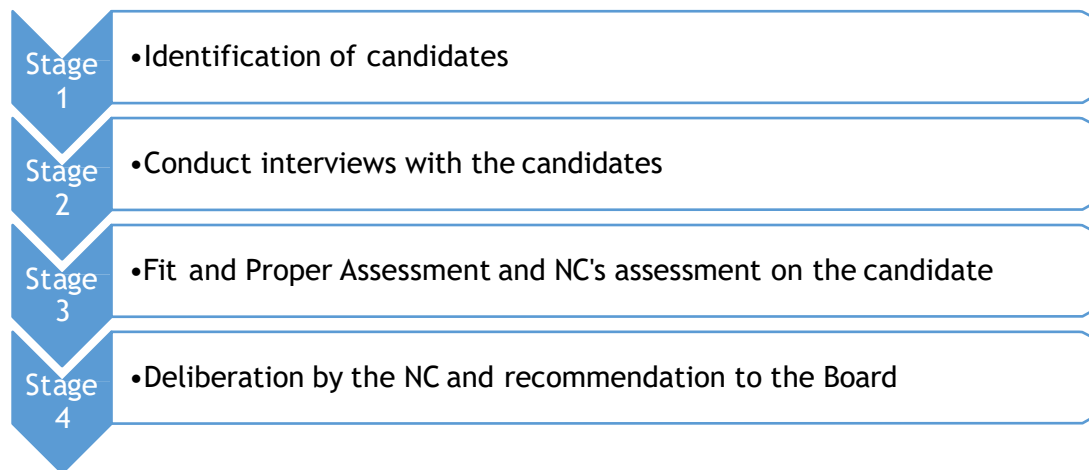 Stage
1
•Identification of candidates
Stage
2
•Conduct interviews with the candidates
Stage
3
•Fit and Proper Assessment and NC's assessment on the candidate
Stage
4
•Deliberation by the NC and recommendation to the Board